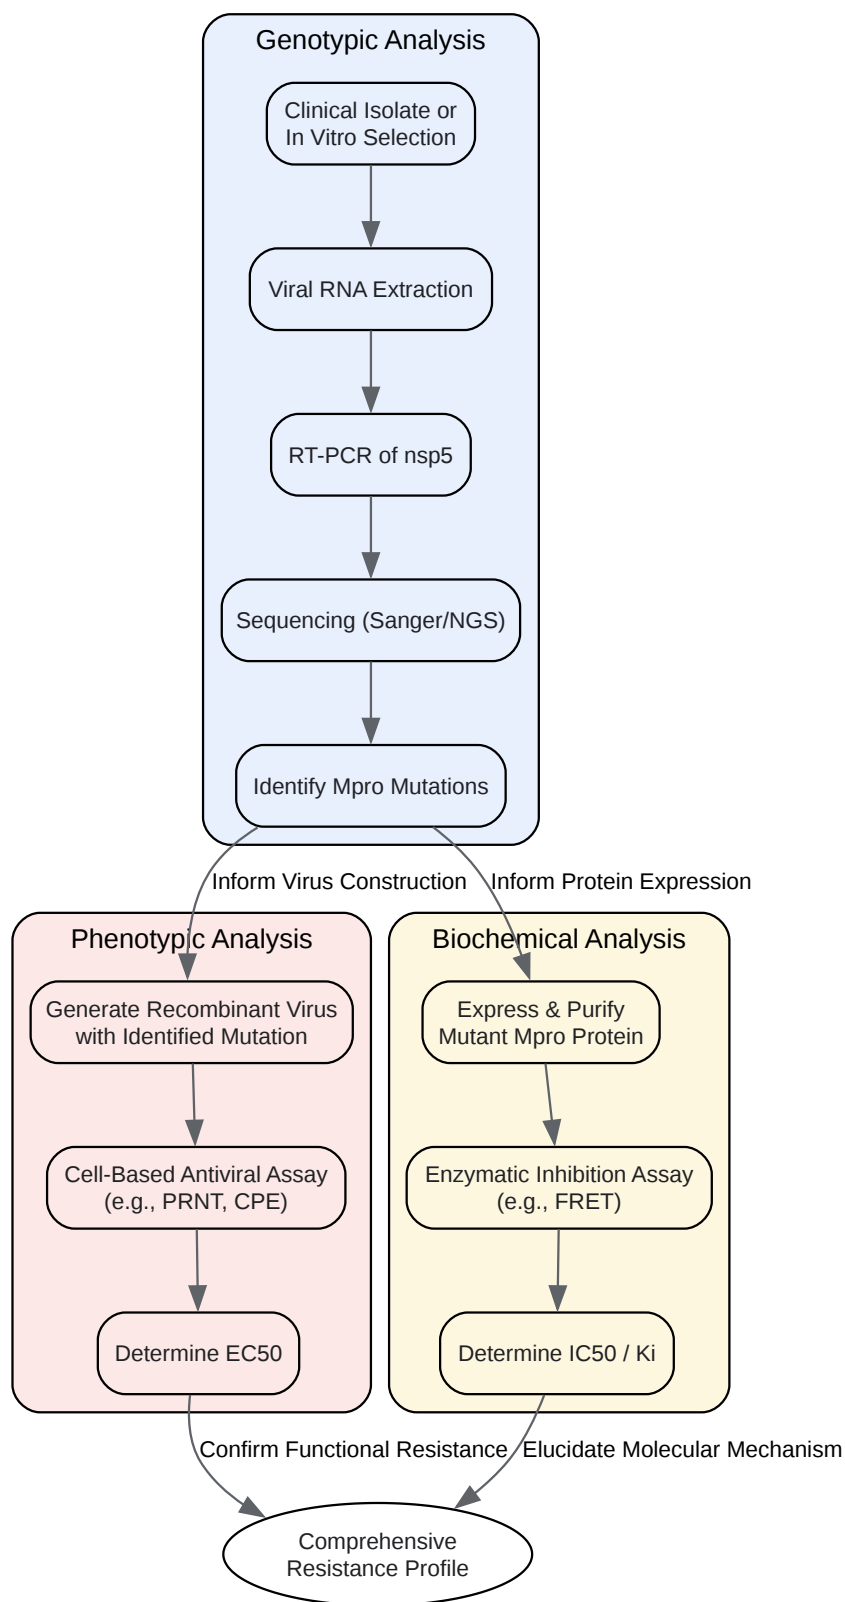 Genotypic Analysis
Clinical Isolate or
In Vitro Selection
Viral RNA Extraction
RT-PCR of nsp5
Sequencing (Sanger/NGS)
Identify Mpro Mutations
Inform Virus Construction
Inform Protein Expression
Phenotypic Analysis
Generate Recombinant Virus
with Identified Mutation
Cell-Based Antiviral Assay
(e.g., PRNT, CPE)
Determine EC50
Biochemical Analysis
Express & Purify
Mutant Mpro Protein
Enzymatic Inhibition Assay
(e.g., FRET)
Determine IC50 / Ki
Confirm Functional Resistance
Elucidate Molecular Mechanism
Comprehensive
Resistance Profile